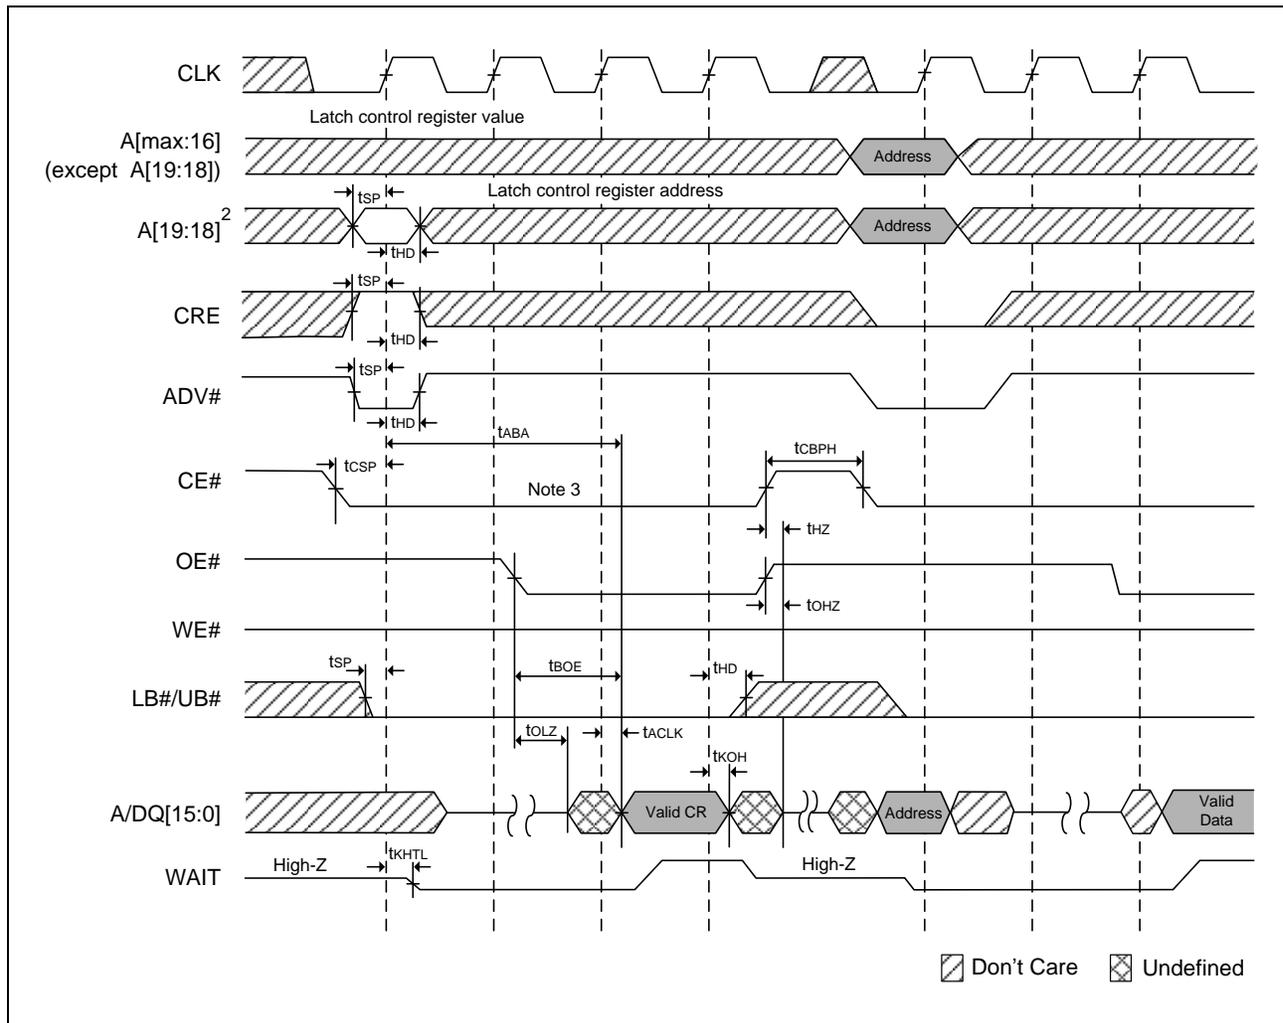 CLK
Latch control register value
A[max:16]
(except A[19:18])
Address
Latch control register address
tSP
A[19:18]2
Address
tHD
tSP
CRE
tHD
tSP
ADV#
tHD
tABA
tCSP
tCBPH
CE#
Note 3
tHZ
OE#
tOHZ
WE#
tSP
tBOE
tHD
LB#/UB#
tOLZ
tACLK
tKOH
A/DQ[15:0]
Valid CR
Address
Valid
Data
tKHTL
High-Z
High-Z
WAIT
Don't Care
Undefined